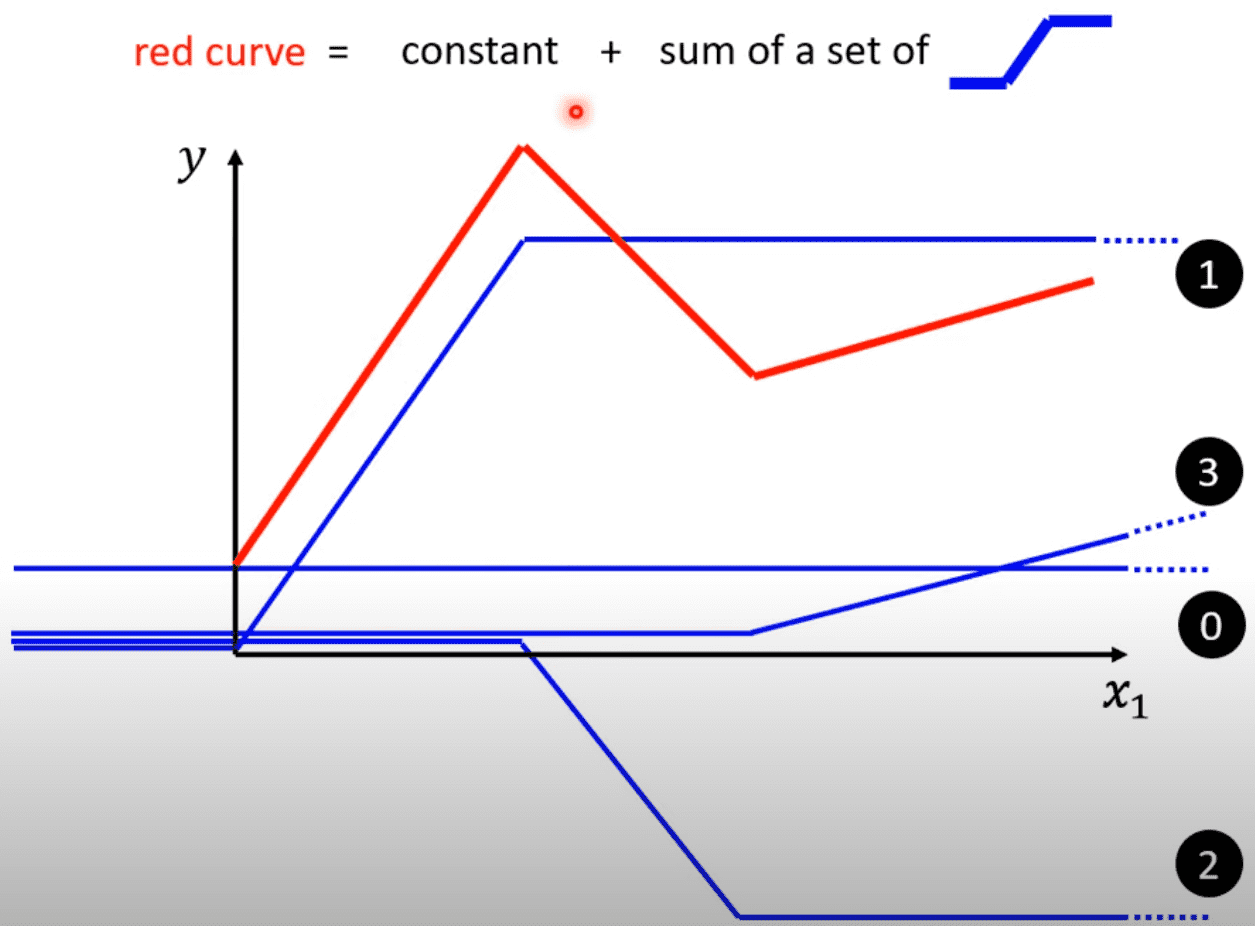 red curve = constant + sum of a set of
y
1
3
0
x₁
2